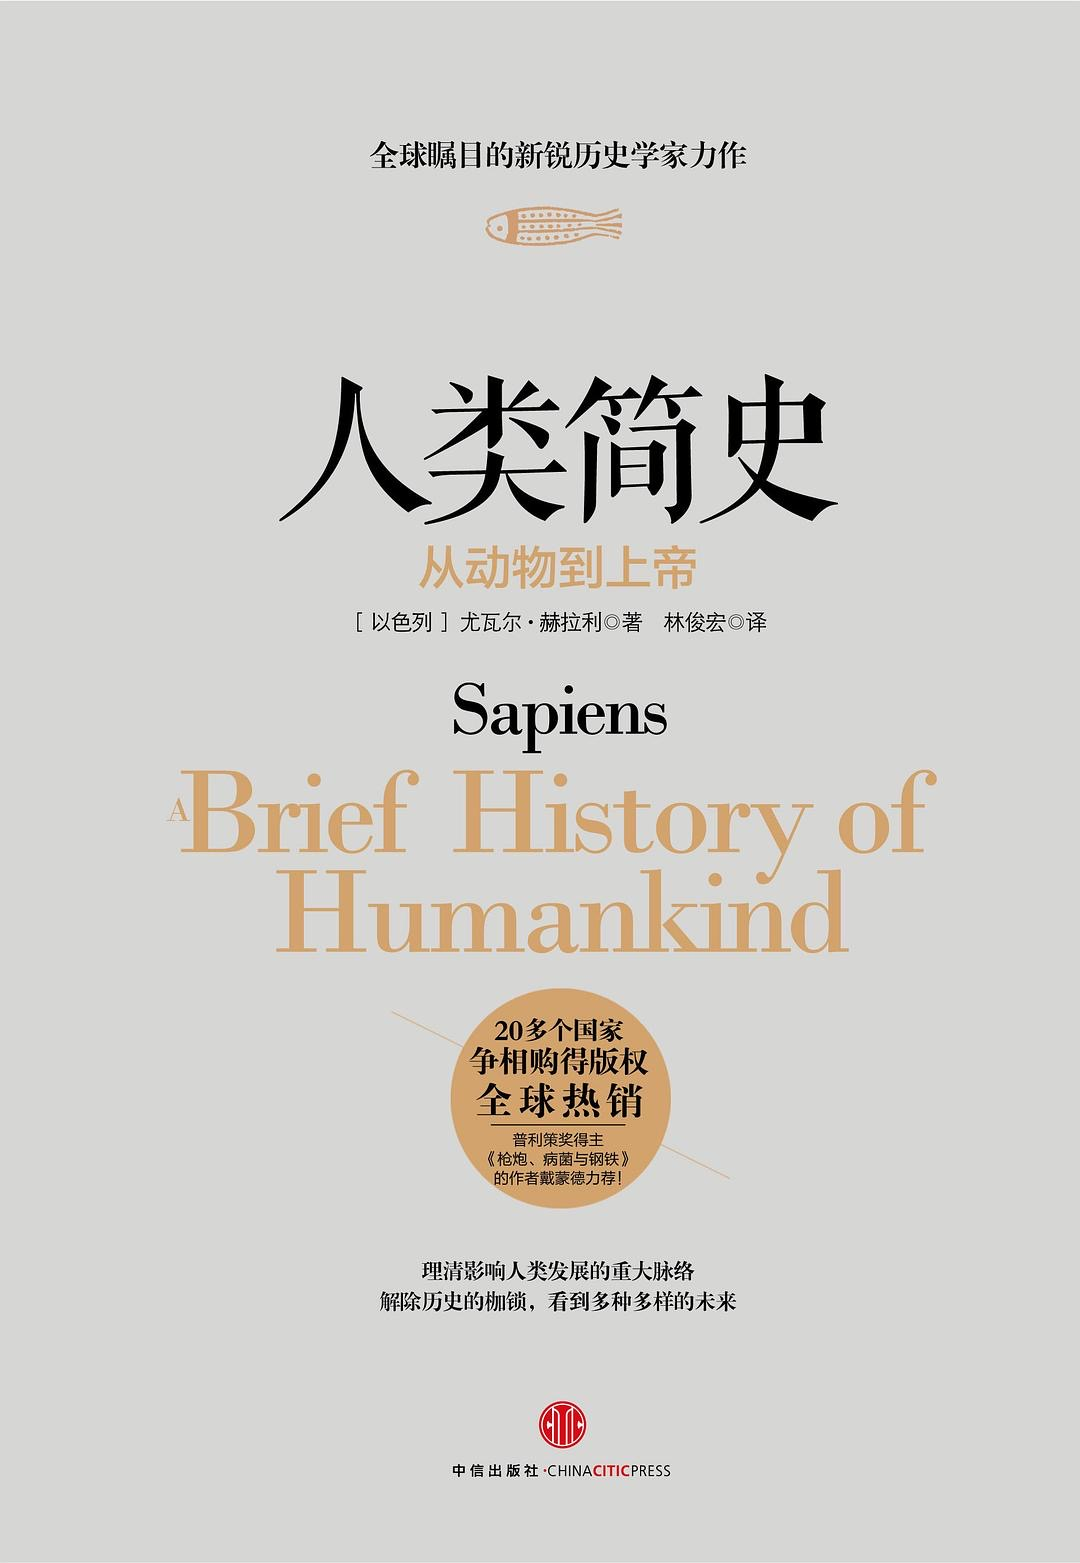 全球瞩目的新锐历史学家力作
人类简史
从动物到上帝
［以色列］尤瓦尔·赫拉利◎著　林俊宏◎译
Sapiens
A Brief History of
Humankind
20多个国家
争相购得版权
全球热销
普利策奖得主
《枪炮、病菌与钢铁》
的作者戴蒙德力荐！
理清影响人类发展的重大脉络
解除历史的枷锁，看到多种多样的未来
中信出版社·CHINACITICPRESS